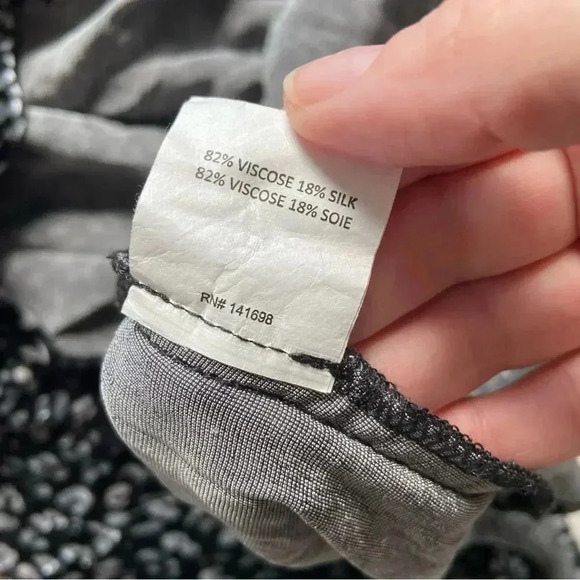 82% VISCOSE 18% SILK
82% VISCOSE 18% SOIE
RN# 141698